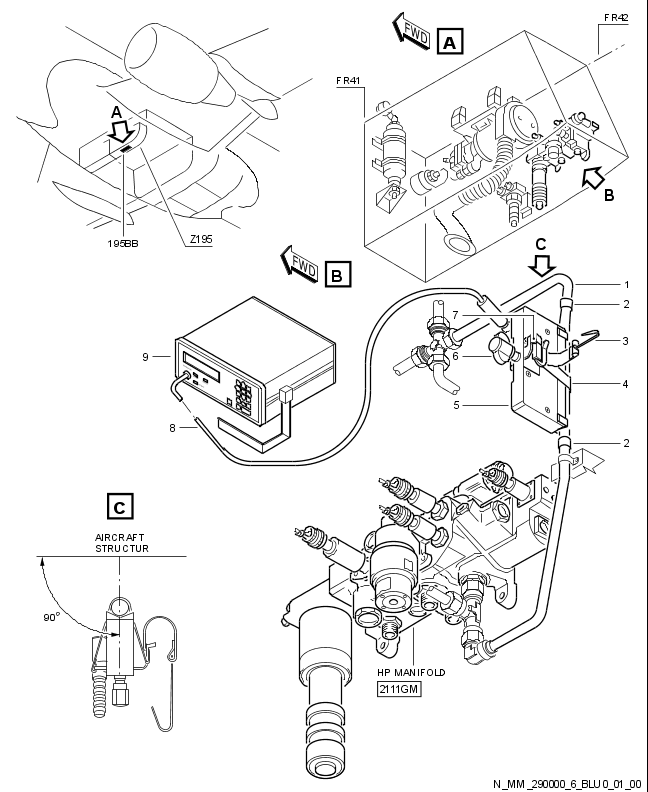 FR42
FWD
A
FR41
A
B
195BB
Z195
C
FWD
B
1
2
7
3
9
6
4
5
8
2
C
AIRCRAFT
STRUCTUR
90°
HP MANIFOLD
2111GM
N_MM_290000_6_BLU0_01_00